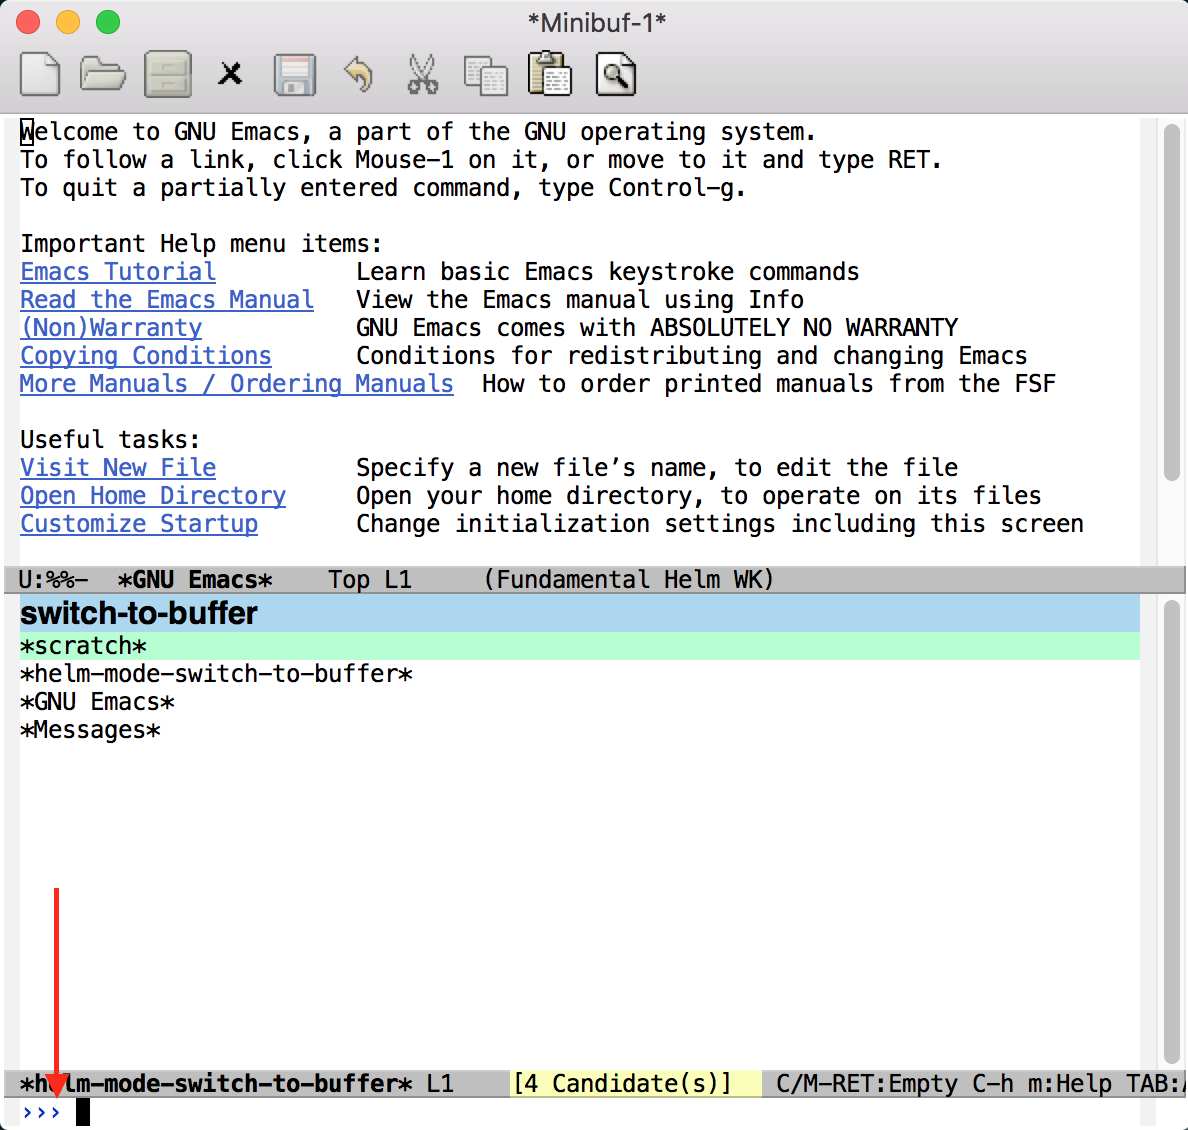 *Minibuf-1*
Welcome to GNU Emacs, a part of the GNU operating system.
To follow a link, click Mouse-1 on it, or move to it and type RET.
To quit a partially entered command, type Control-g.
Important Help menu items:
Emacs Tutorial Learn basic Emacs keystroke commands
Read the Emacs Manual View the Emacs manual using Info
(Non)Warranty GNU Emacs comes with ABSOLUTELY NO WARRANTY
Copying Conditions Conditions for redistributing and changing Emacs
More Manuals / Ordering Manuals How to order printed manuals from the FSF
Useful tasks:
Visit New File Specify a new file’s name, to edit the file
Open Home Directory Open your home directory, to operate on its files
Customize Startup Change initialization settings including this screen
U:%%- *GNU Emacs* Top L1 (Fundamental Helm WK)
switch-to-buffer
*scratch*
*helm-mode-switch-to-buffer*
*GNU Emacs*
*Messages*
*helm-mode-switch-to-buffer* L1 [4 Candidate(s)] C/M-RET:Empty C-h m:Help TAB:
›››